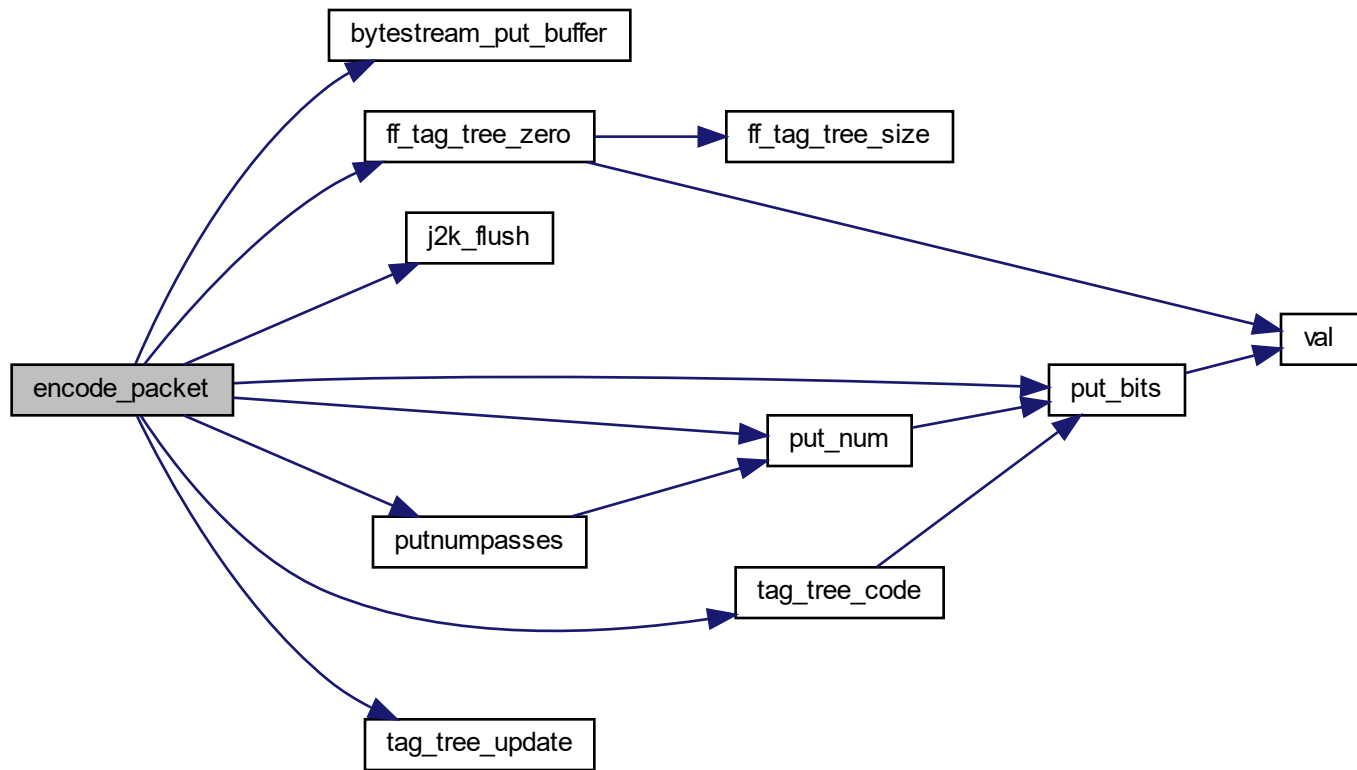 bytestream_put_buffer
ff_tag_tree_zero
ff_tag_tree_size
j2k_flush
val
encode_packet
put_bits
put_num
putnumpasses
tag_tree_code
tag_tree_update